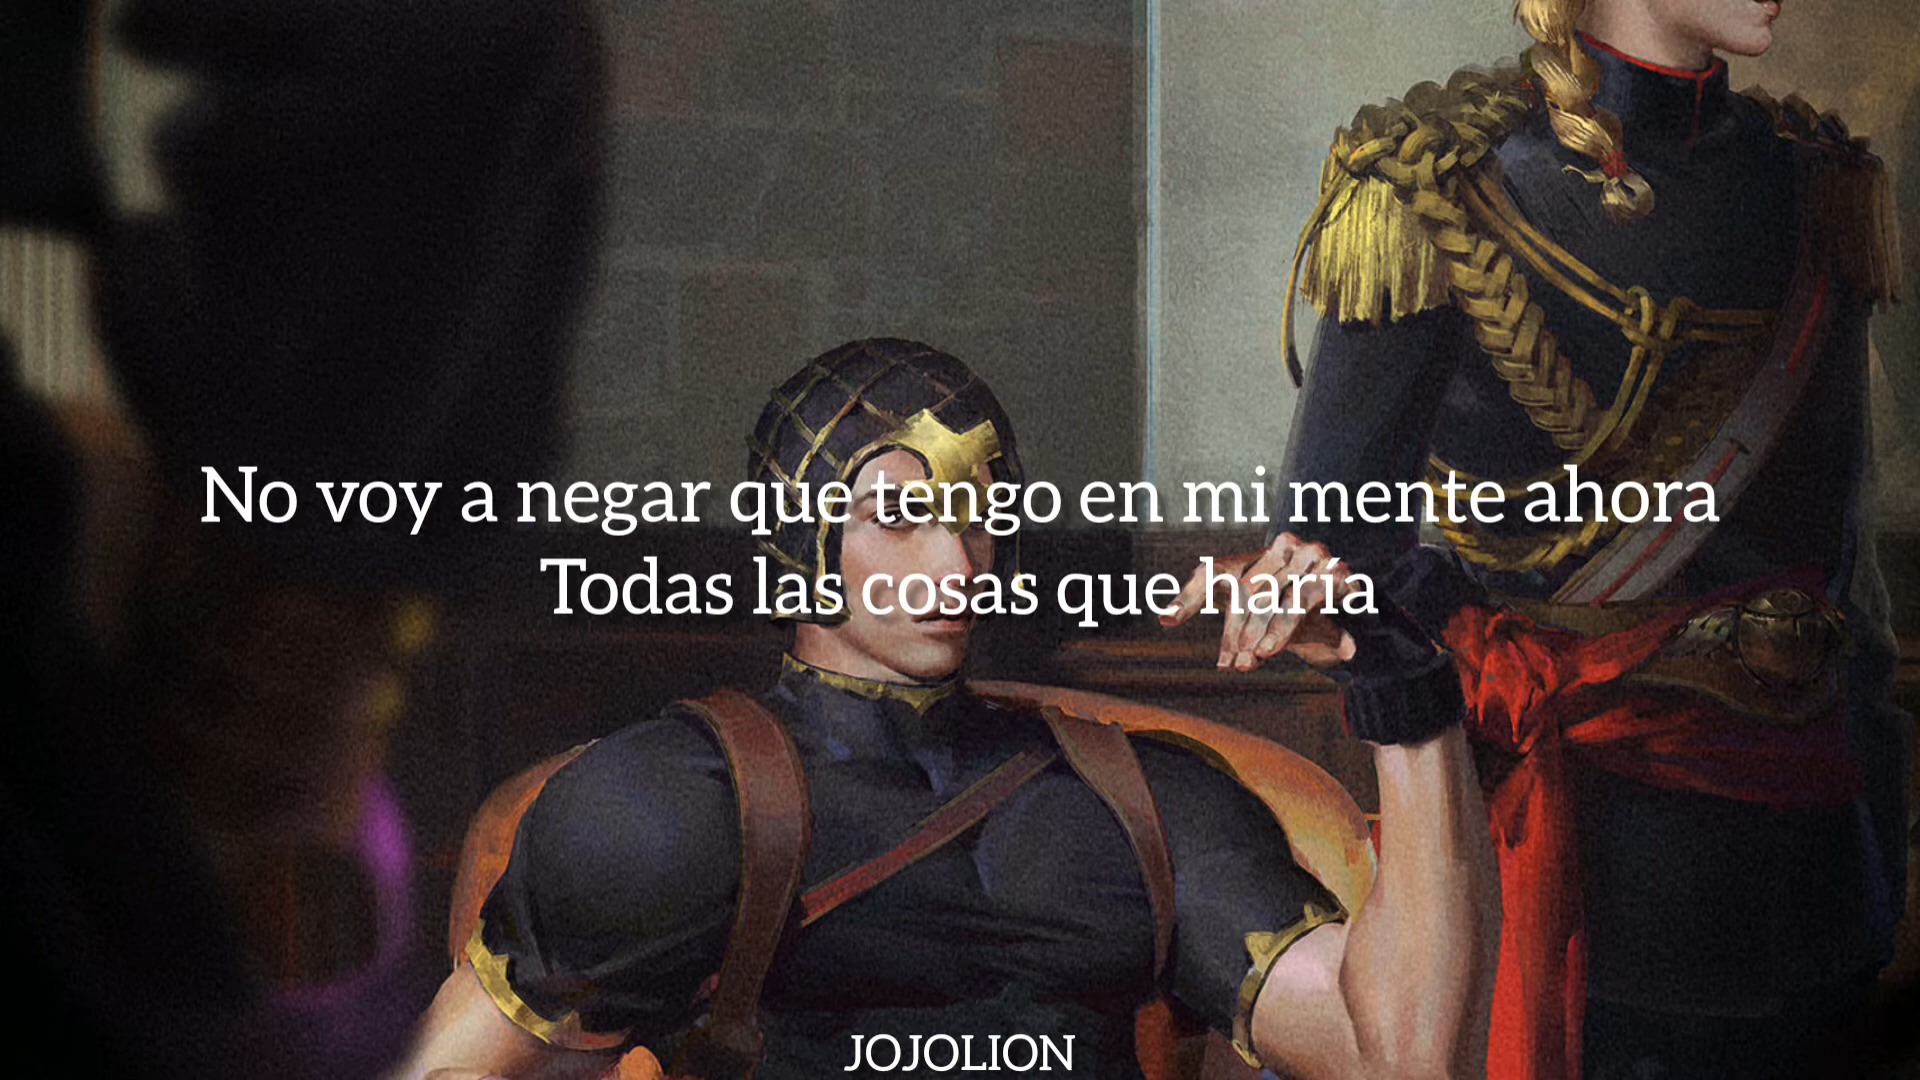 No voy a negar que tengo en mi mente ahora
Todas las cosas que haría
JOJOLION